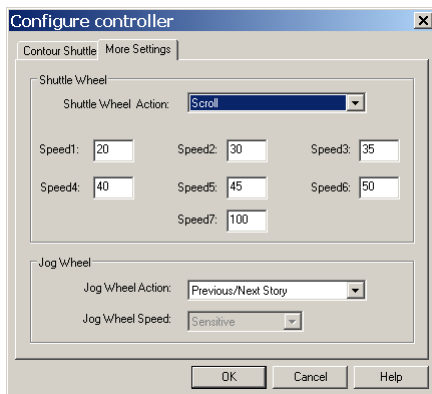 Configure controller
Contour Shuttle More Settings
Shuttle Wheel
Shuttle Wheel Action: Scroll
Speed1: 20 Speed2: 30 Speed3: 35
Speed4: 40 Speed5: 45 Speed6: 50
Speed7: 100
Jog Wheel
Jog Wheel Action: Previous/Next Story
Jog Wheel Speed: Sensitive
OK Cancel Help